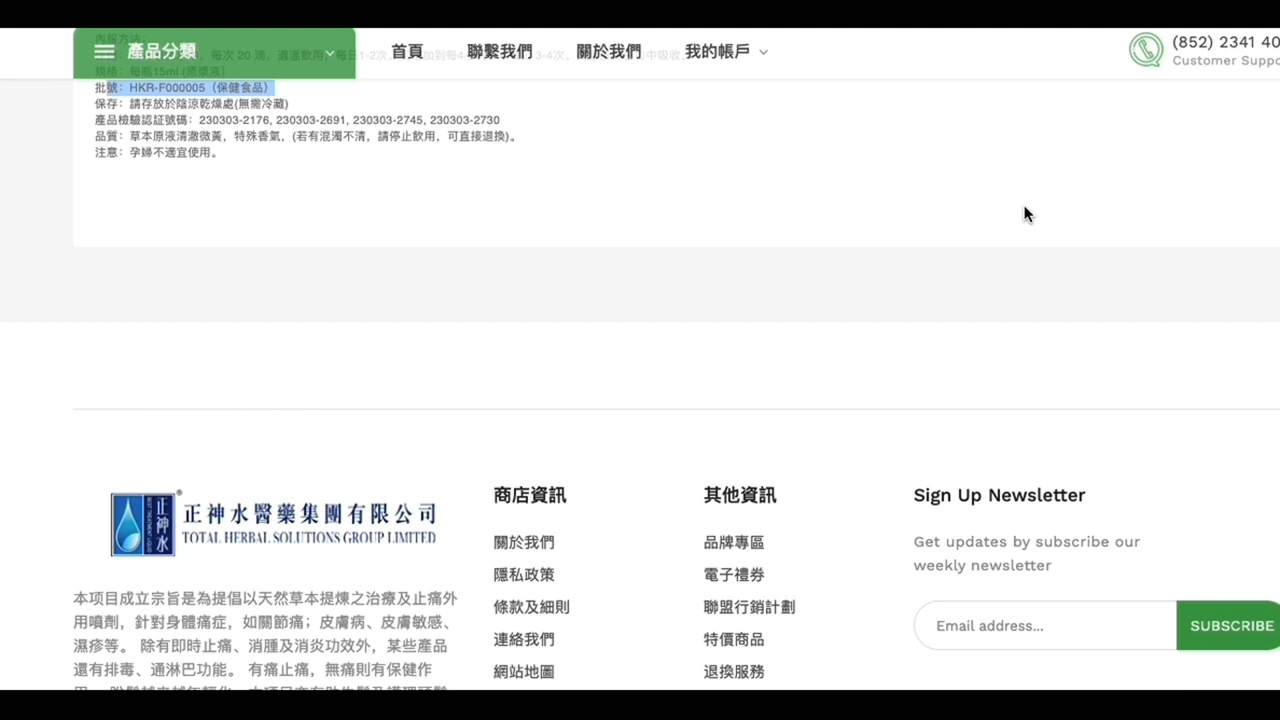 產品分類
首頁
聯繫我們
關於我們
我的帳戶
(852) 2341 40
Customer Suppo
批號：HKR-F000005（保健食品）
保存：請存放於陰涼乾燥處(無需冷藏)
產品檢驗認証號碼：230303-2176, 230303-2691, 230303-2745, 230303-2730
品質：草本原液清澈微黃，特殊香氣，(若有混濁不清，請停止飲用，可直接退換)。
注意：孕婦不適宜使用。
正神水
正神水醫藥集團有限公司
TOTAL HERBAL SOLUTIONS GROUP LIMITED
本項目成立宗旨是為提倡以天然草本提煉之治療及止痛外
用噴劑，針對身體痛症，如關節痛；皮膚病、皮膚敏感、
濕疹等。 除有即時止痛、消腫及消炎功效外，某些產品
還有排毒、通淋巴功能。 有痛止痛，無痛則有保健作
商店資訊
關於我們
隱私政策
條款及細則
連絡我們
網站地圖
其他資訊
品牌專區
電子禮券
聯盟行銷計劃
特價商品
退換服務
Sign Up Newsletter
Get updates by subscribe our
weekly newsletter
Email address...
SUBSCRIBE